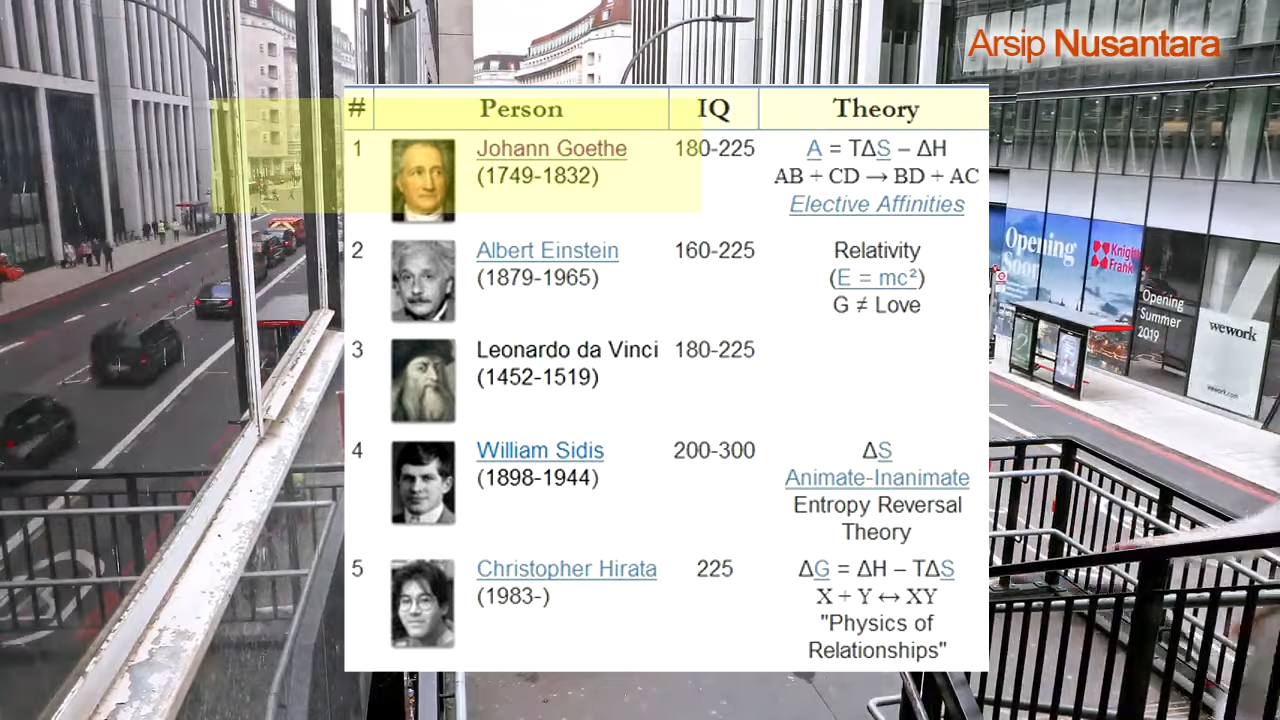 Arsip Nusantara
# Person IQ Theory
1 Johann Goethe 180-225 A = TΔS – ΔH
(1749-1832) AB + CD → BD + AC
Elective Affinities
2 Albert Einstein 160-225 Relativity
(1879-1965) (E = mc²)
G ≠ Love
3 Leonardo da Vinci 180-225
(1452-1519)
4 William Sidis 200-300 ΔS
(1898-1944) Animate-Inanimate
Entropy Reversal
Theory
5 Christopher Hirata 225 ΔG = ΔH – TΔS
(1983-) X + Y ↔ XY
"Physics of
Relationships"
Opening
Soon
Knight
Frank
Opening
Summer
2019
wework
wework.com